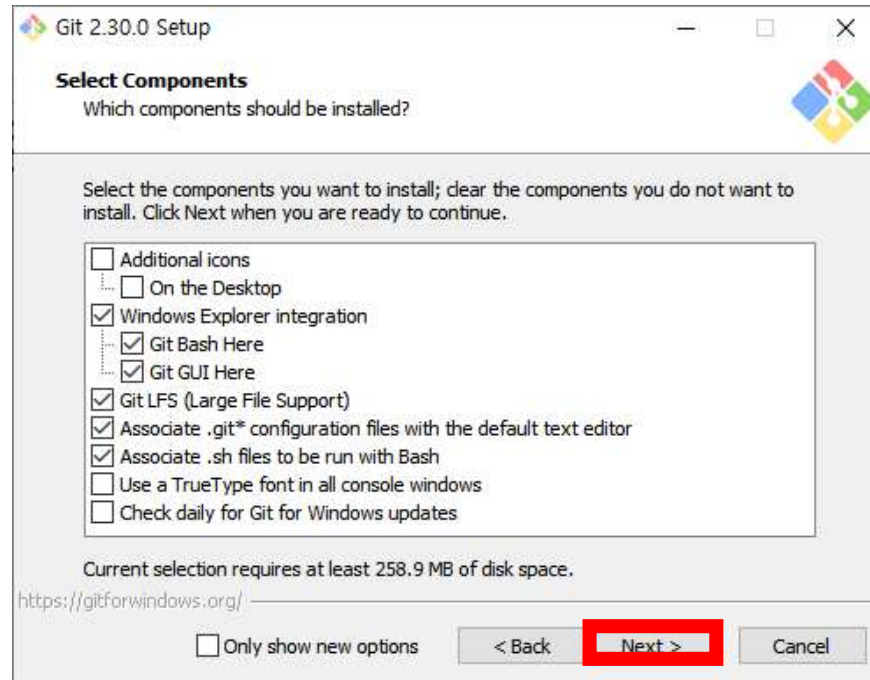 Git 2.30.0 Setup
Select Components
Which components should be installed?
Select the components you want to install; clear the components you do not want to
install. Click Next when you are ready to continue.
Additional icons
On the Desktop
Windows Explorer integration
Git Bash Here
Git GUI Here
Git LFS (Large File Support)
Associate .git* configuration files with the default text editor
Associate .sh files to be run with Bash
Use a TrueType font in all console windows
Check daily for Git for Windows updates
Current selection requires at least 258.9 MB of disk space.
https://gitforwindows.org/
Only show new options
< Back
Next >
Cancel